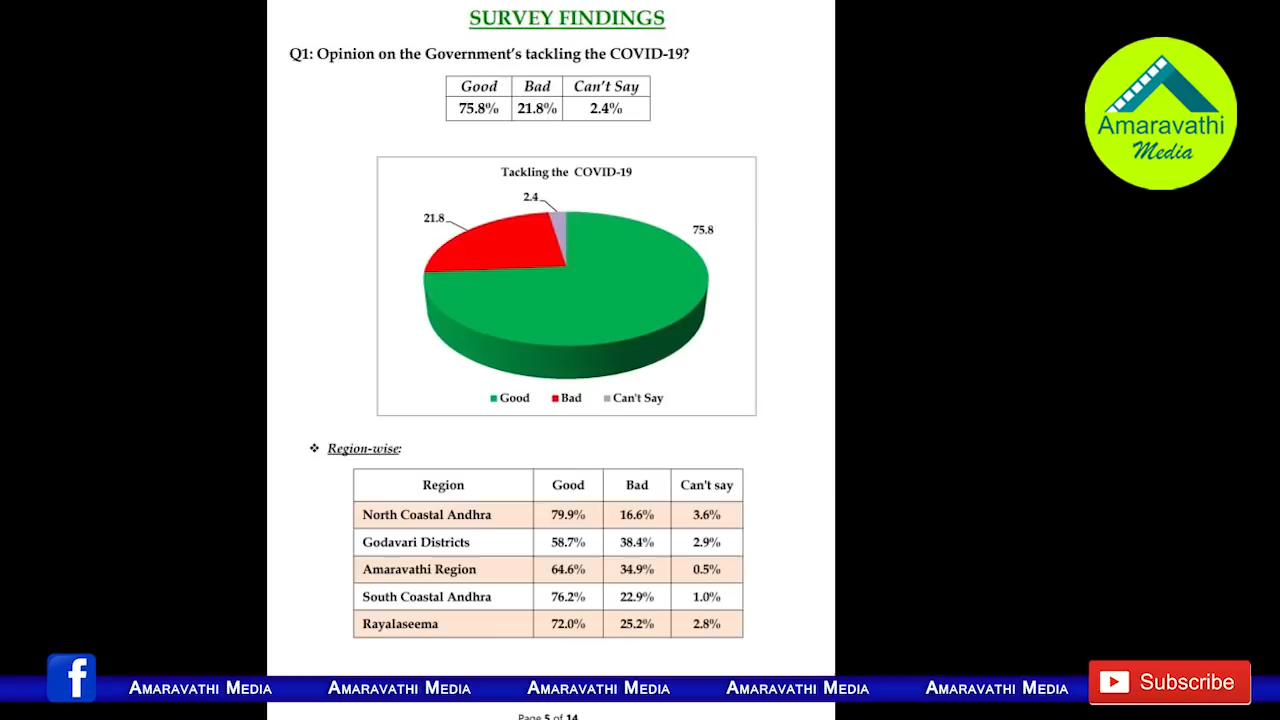 SURVEY FINDINGS
Q1: Opinion on the Government's tackling the COVID-19?
Good Bad Can't Say
75.8% 21.8% 2.4%
Tackling the COVID-19
2.4
21.8
75.8
Good Bad Can't Say
❖ Region-wise:
Region Good Bad Can't say
North Coastal Andhra 79.9% 16.6% 3.6%
Godavari Districts 58.7% 38.4% 2.9%
Amaravathi Region 64.6% 34.9% 0.5%
South Coastal Andhra 76.2% 22.9% 1.0%
Rayalaseema 72.0% 25.2% 2.8%
Amaravathi
Media
f AMARAVATHI MEDIA AMARAVATHI MEDIA AMARAVATHI MEDIA AMARAVATHI MEDIA AMARAVATHI MEDIA Subscribe
Page 5 of 14